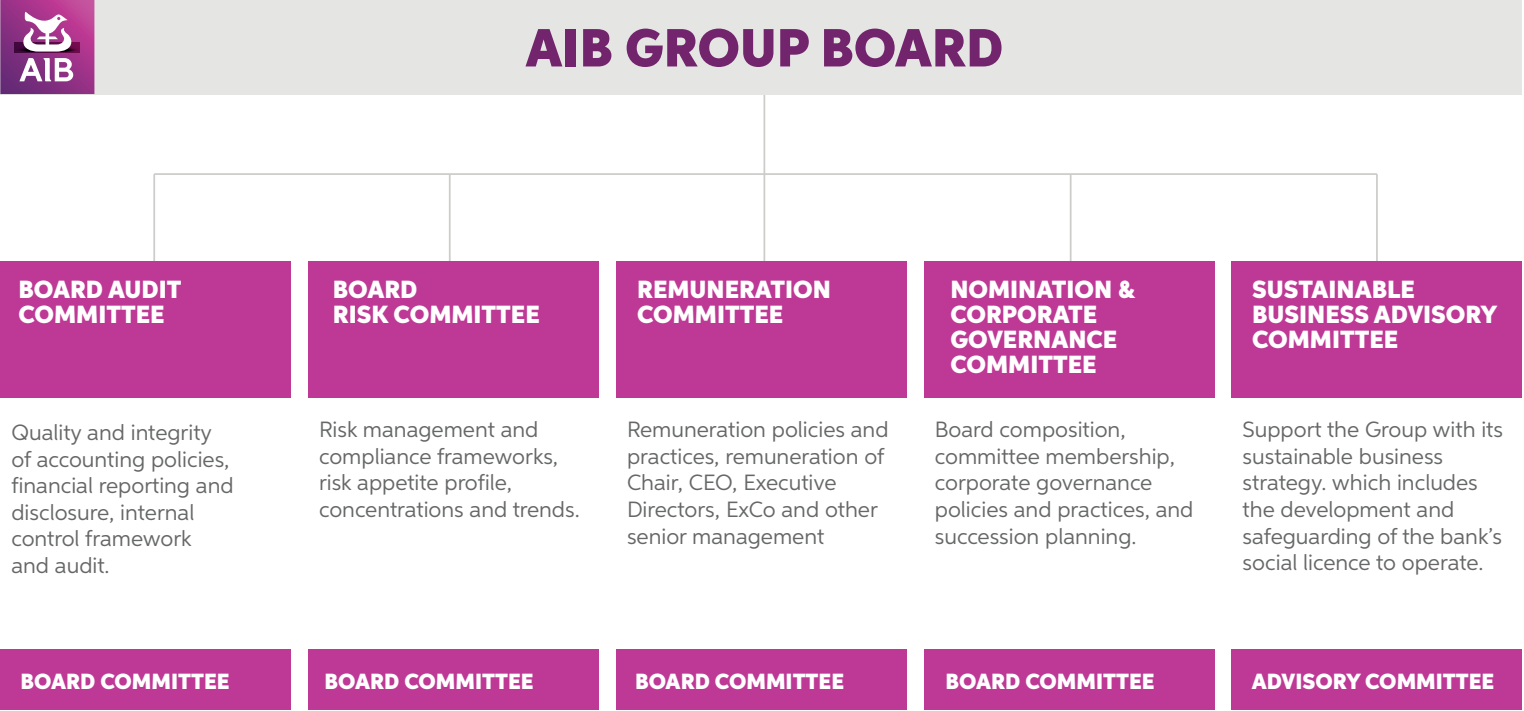 AIB
AIB GROUP BOARD
BOARD AUDIT
COMMITTEE
Quality and integrity
of accounting policies,
financial reporting and
disclosure, internal
control framework
and audit.
BOARD COMMITTEE
BOARD
RISK COMMITTEE
Risk management and
compliance frameworks,
risk appetite profile,
concentrations and trends.
BOARD COMMITTEE
REMUNERATION
COMMITTEE
Remuneration policies and
practices, remuneration of
Chair, CEO, Executive
Directors, ExCo and other
senior management
BOARD COMMITTEE
NOMINATION &
CORPORATE
GOVERNANCE
COMMITTEE
Board composition,
committee membership,
corporate governance
policies and practices, and
succession planning.
BOARD COMMITTEE
SUSTAINABLE
BUSINESS ADVISORY
COMMITTEE
Support the Group with its
sustainable business
strategy. which includes
the development and
safeguarding of the bank’s
social licence to operate.
ADVISORY COMMITTEE